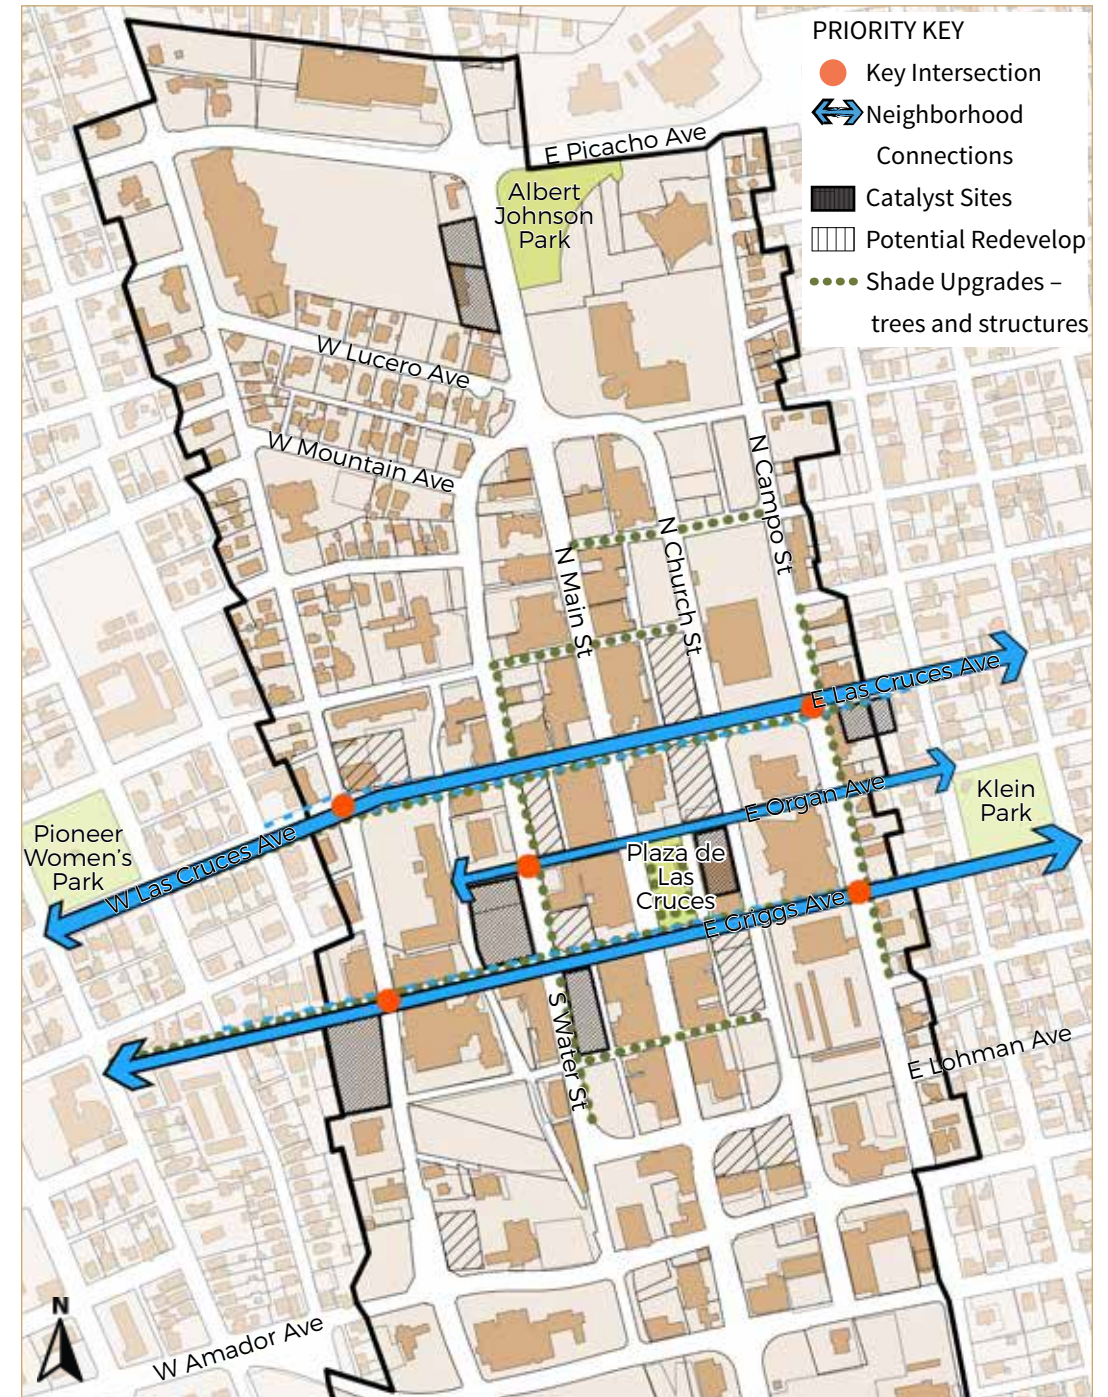 PRIORITY KEY
Key Intersection
Neighborhood
Connections
Catalyst Sites
Potential Redevelop
Shade Upgrades –
trees and structures
E Picacho Ave
Albert
Johnson
Park
W Lucero Ave
W Mountain Ave
N Campo St
N Church St
N Main St
E Las Cruces Ave
E Organ Ave
Klein
Park
Pioneer
Women's
Park
W Las Cruces Ave
Plaza de
Las
Cruces
E Griggs Ave
S Water St
E Lohman Ave
N
W Amador Ave